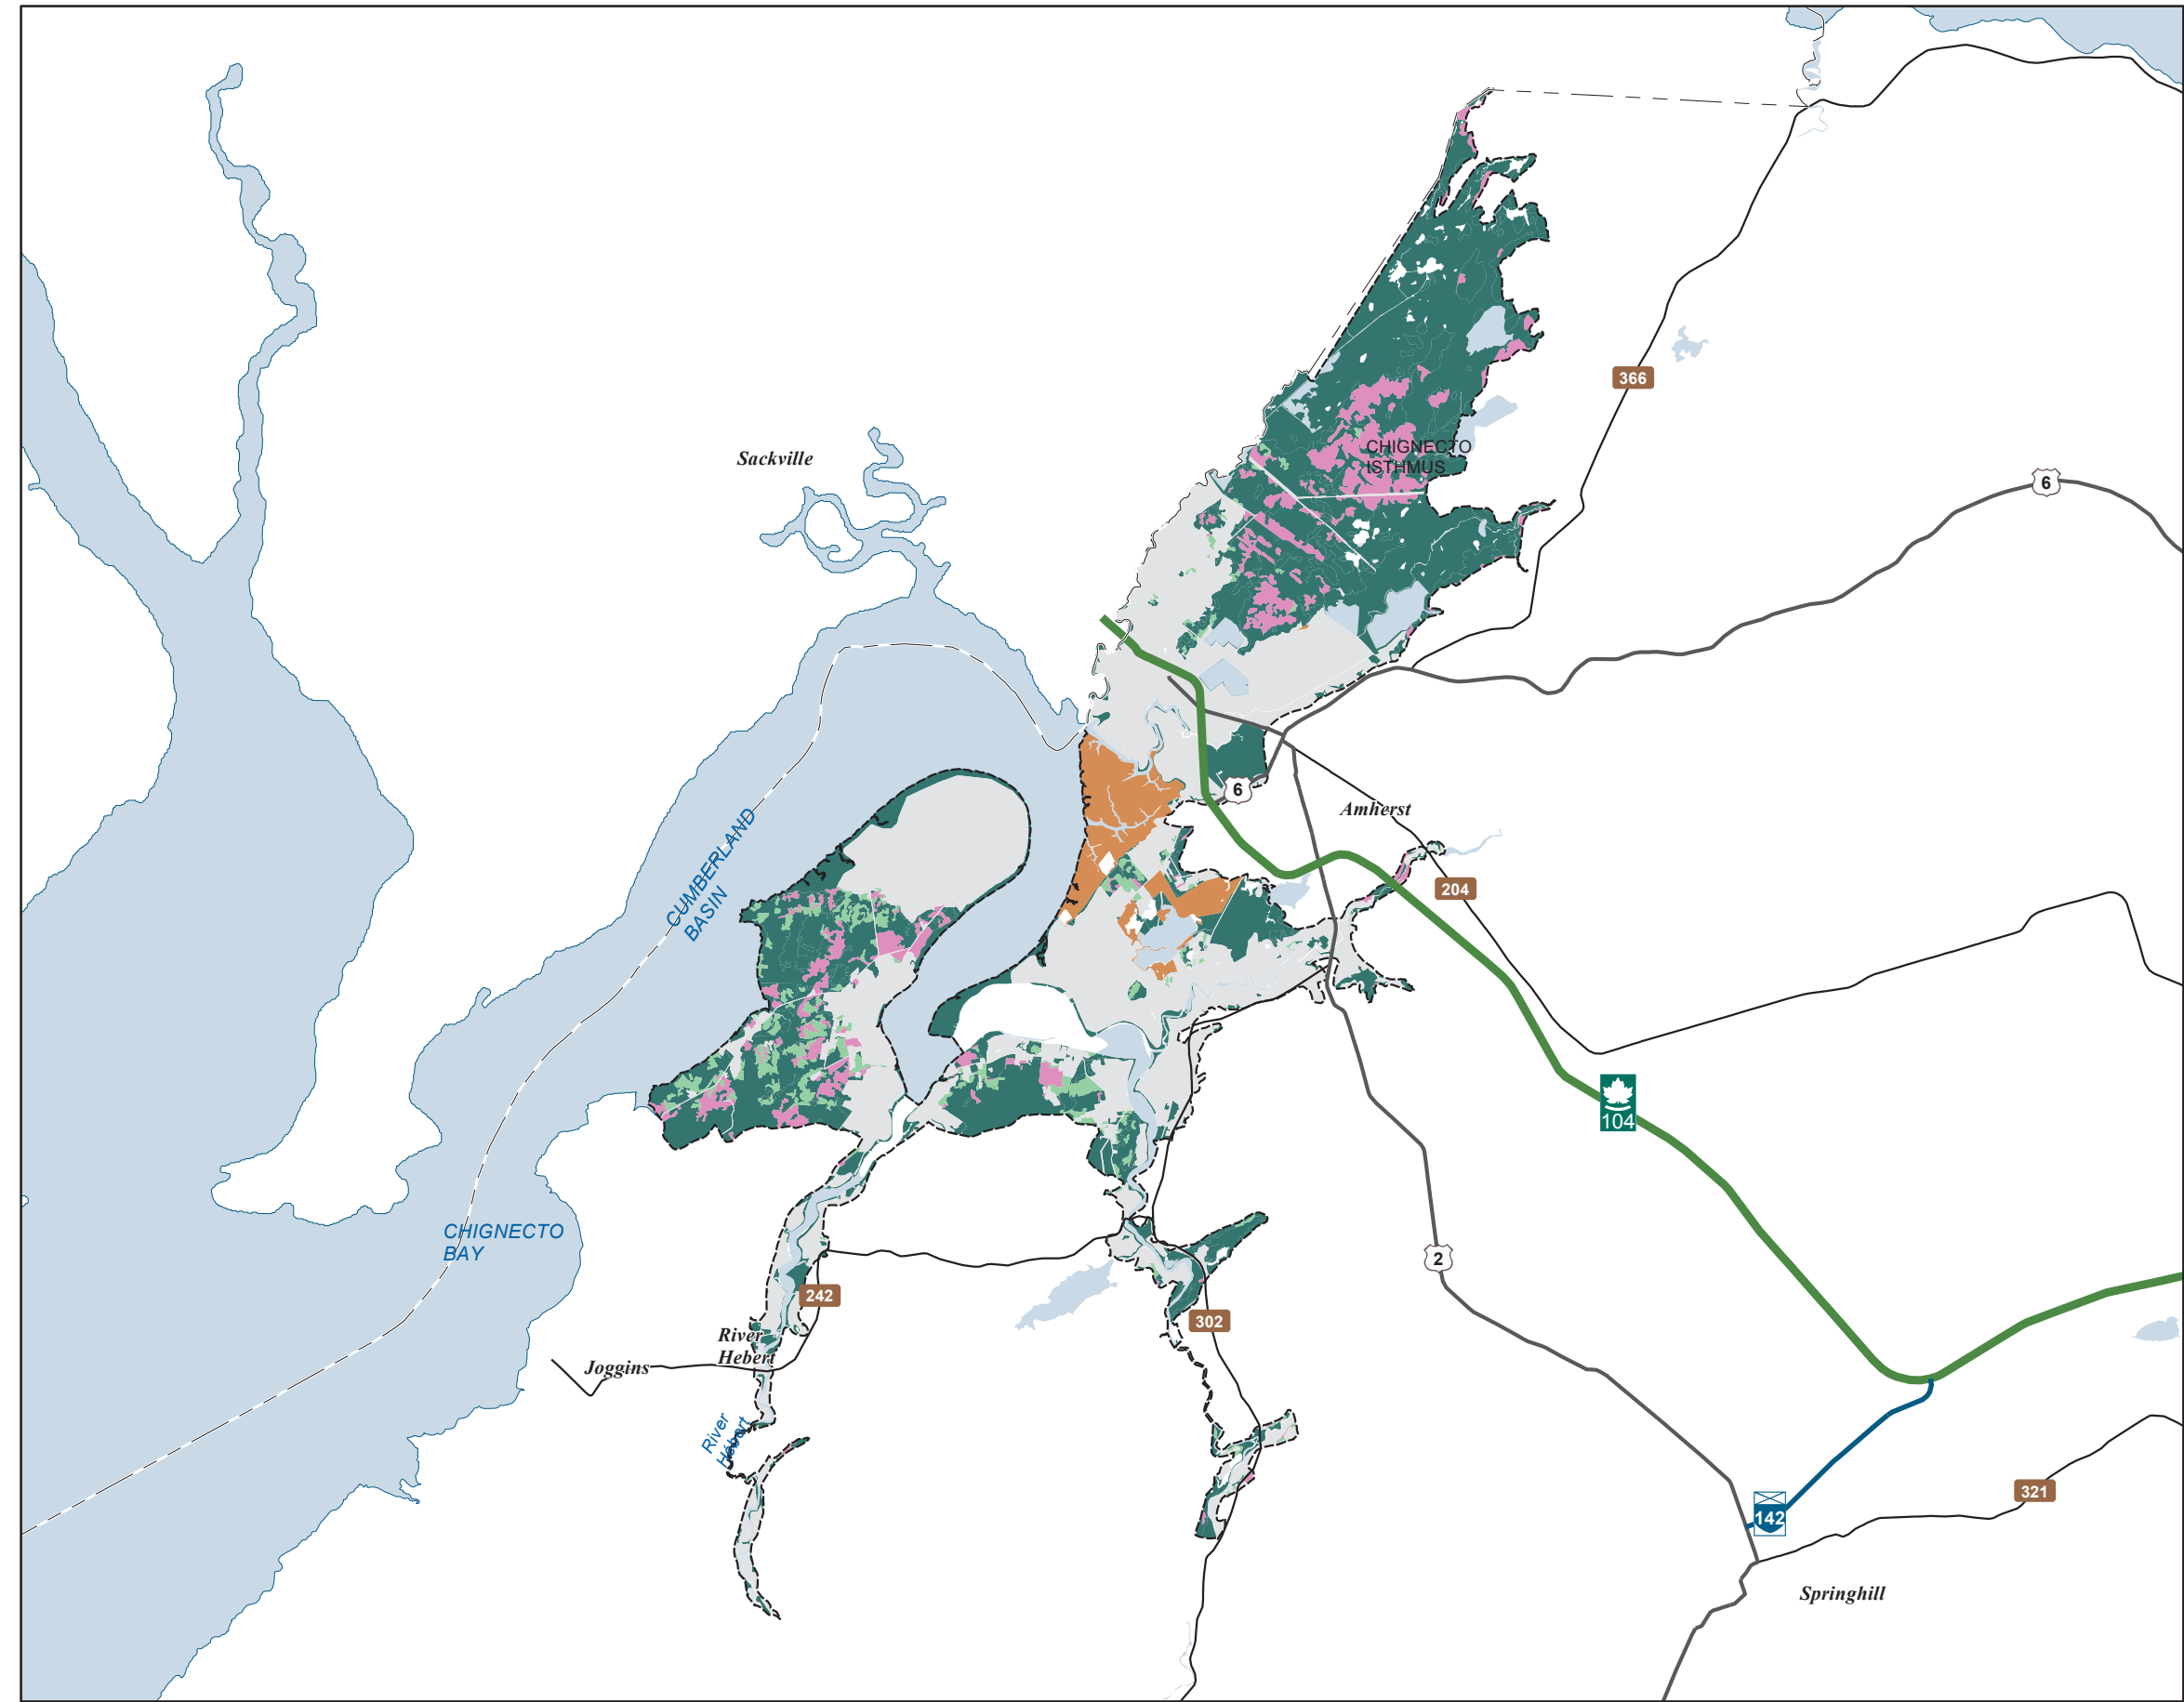 366
CHIGNECTO
ISTHMUS
Sackville
6
6
Amherst
CUMBERLAND
BASIN
204
104
CHIGNECTO
BAY
2
242
302
River
Hebert
Joggins
River
Hébert
321
142
Springhill